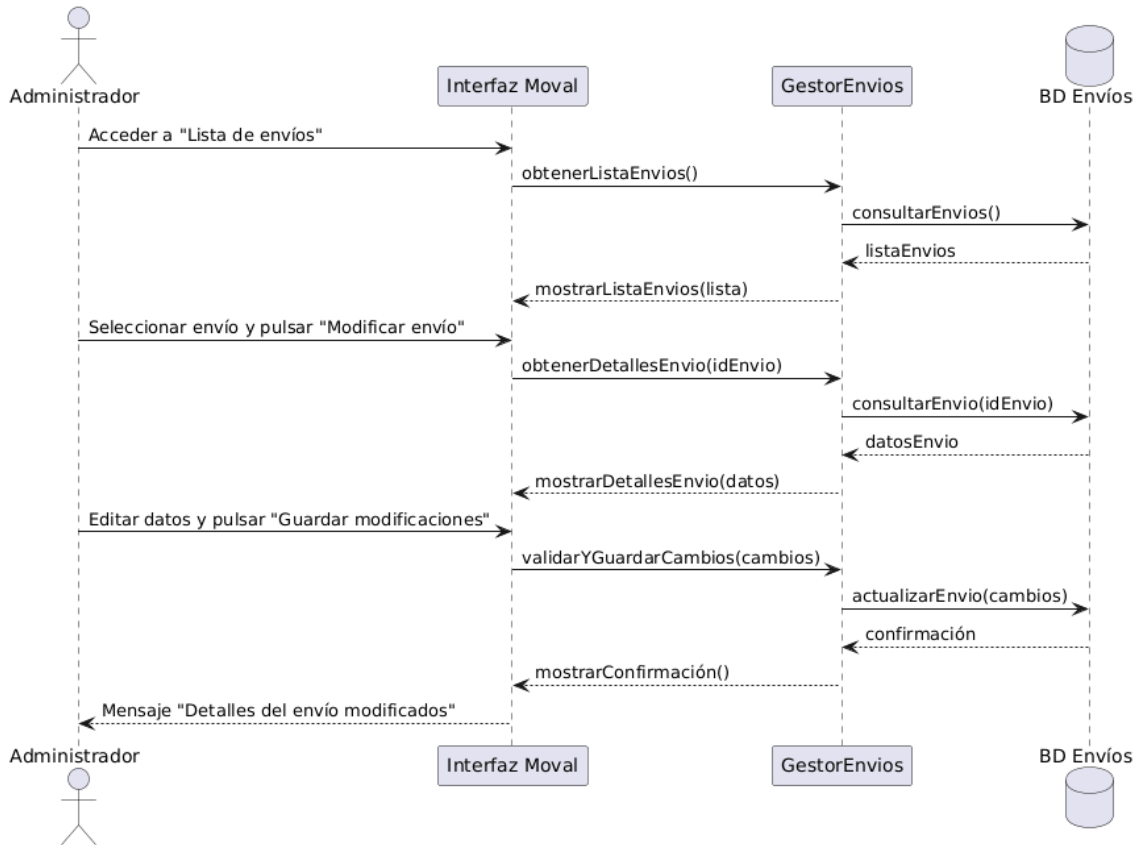 Administrador
Interfaz Moval
GestorEnvios
BD Envíos
Acceder a "Lista de envíos"
obtenerListaEnvios()
consultarEnvios()
listaEnvios
mostrarListaEnvios(lista)
Seleccionar envío y pulsar "Modificar envío"
obtenerDetallesEnvio(idEnvio)
consultarEnvio(idEnvio)
datosEnvio
mostrarDetallesEnvio(datos)
Editar datos y pulsar "Guardar modificaciones"
validarYGuardarCambios(cambios)
actualizarEnvio(cambios)
confirmación
mostrarConfirmación()
Mensaje "Detalles del envío modificados"
Administrador
Interfaz Moval
GestorEnvios
BD Envíos